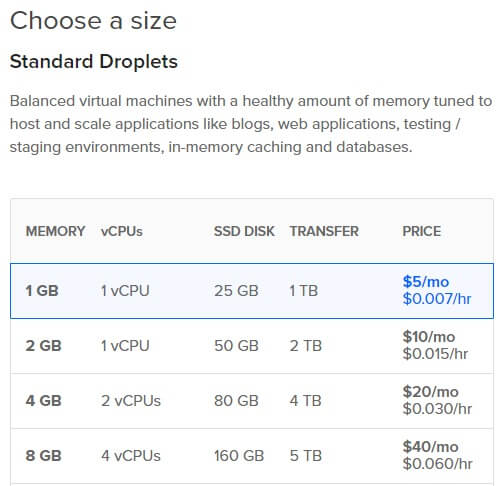 Choose a size
Standard Droplets
Balanced virtual machines with a healthy amount of memory tuned to
host and scale applications like blogs, web applications, testing /
staging environments, in-memory caching and databases.
MEMORY vCPUs SSD DISK TRANSFER PRICE
1 GB 1 vCPU 25 GB 1 TB $5/mo
$0.007/hr
2 GB 1 vCPU 50 GB 2 TB $10/mo
$0.015/hr
4 GB 2 vCPUs 80 GB 4 TB $20/mo
$0.030/hr
8 GB 4 vCPUs 160 GB 5 TB $40/mo
$0.060/hr